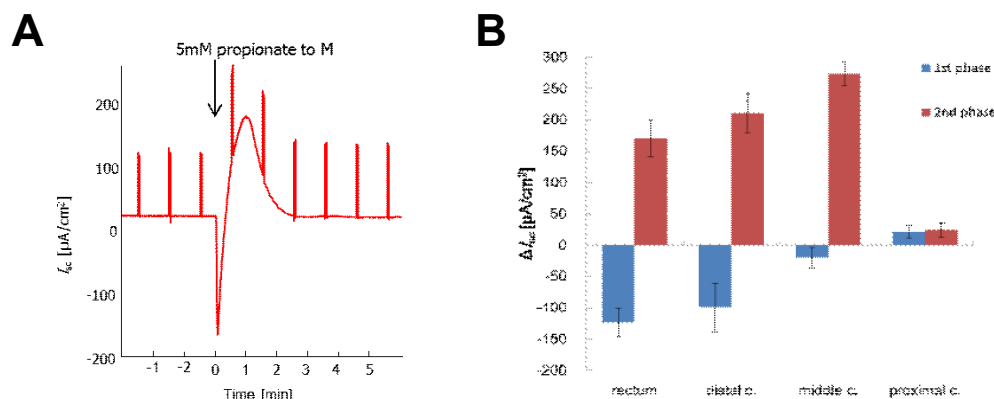 A
5mM propionate to M
200
100
0
-100
-200
Isc [µA/cm²]
-1 0 1 2 3 4 5
Time [min]
B
300
250
200
150
100
50
0
-50
-100
-150
-200
ΔIsc [µA/cm²]
1st phase
2nd phase
rectum distal c. middle c. proximal c.